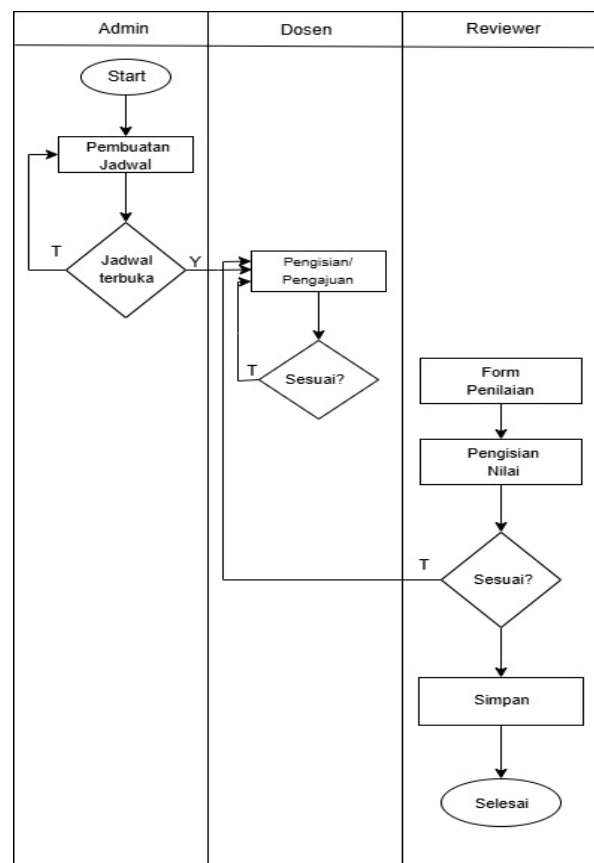 Admin
Dosen
Reviewer
Start
Pembuatan
Jadwal
Jadwal
terbuka
T
Y
Pengisian/
Pengajuan
Sesuai?
T
Form
Penilaian
Pengisian
Nilai
Sesuai?
T
Simpan
Selesai